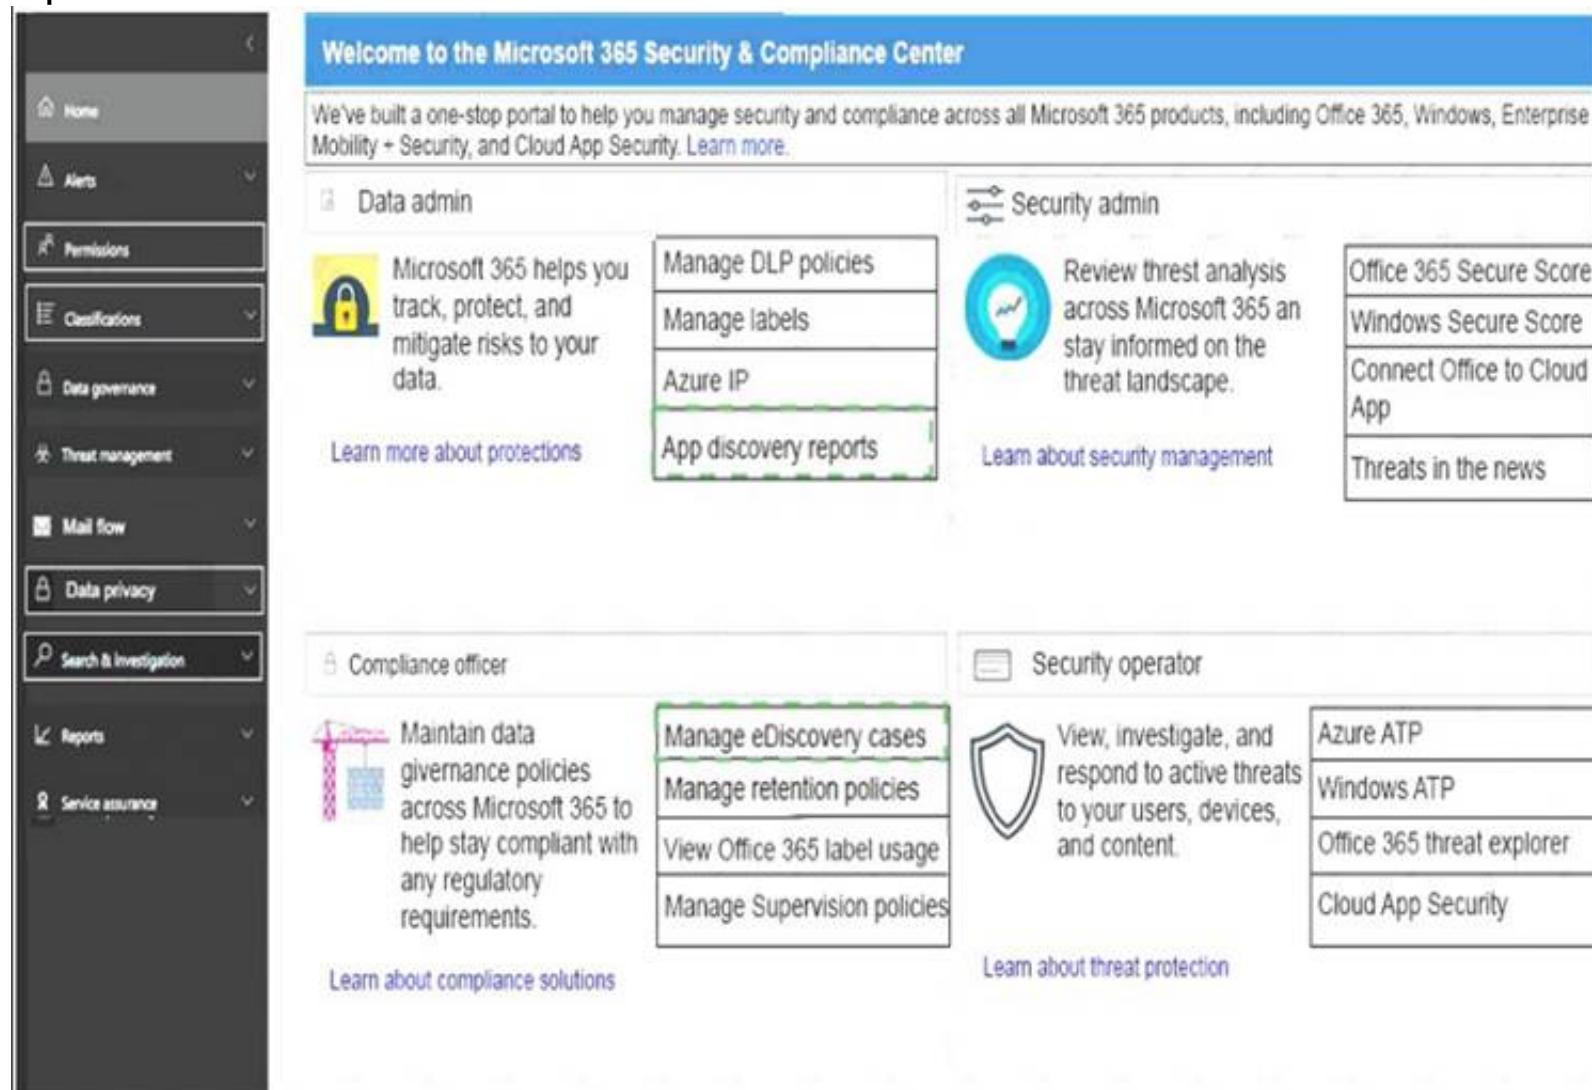 Welcome to the Microsoft 365 Security & Compliance Center
We've built a one-stop portal to help you manage security and compliance across all Microsoft 365 products, including Office 365, Windows, Enterprise
Mobility + Security, and Cloud App Security. Learn more.
Home
Alerts
Permissions
Classifications
Data governance
Threat management
Mail flow
Data privacy
Search & Investigation
Reports
Service assurance
Data admin
Microsoft 365 helps you
track, protect, and
mitigate risks to your
data.
Learn more about protections
Manage DLP policies
Manage labels
Azure IP
App discovery reports
Security admin
Review threst analysis
across Microsoft 365 an
stay informed on the
threat landscape.
Learn about security management
Office 365 Secure Score
Windows Secure Score
Connect Office to Cloud
App
Threats in the news
Compliance officer
Maintain data
givernance policies
across Microsoft 365 to
help stay compliant with
any regulatory
requirements.
Learn about compliance solutions
Manage eDiscovery cases
Manage retention policies
View Office 365 label usage
Manage Supervision policies
Security operator
View, investigate, and
respond to active threats
to your users, devices,
and content.
Learn about threat protection
Azure ATP
Windows ATP
Office 365 threat explorer
Cloud App Security